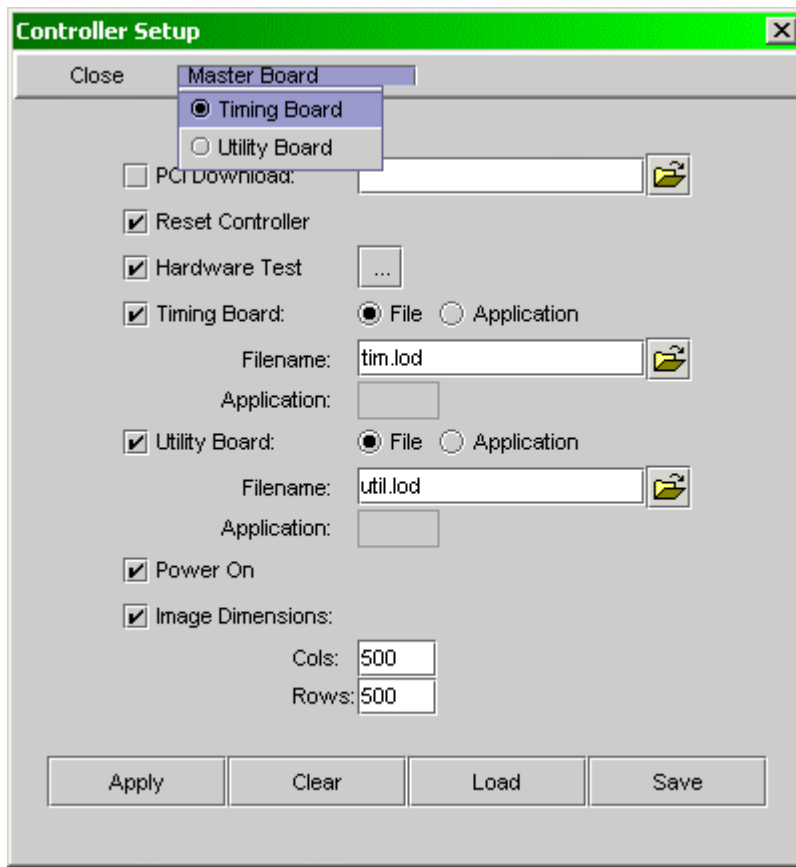 Controller Setup
Close Master Board
Timing Board
Utility Board
PCI Download:
Reset Controller
Hardware Test ...
Timing Board: File Application
Filename: tim.lod
Application:
Utility Board: File Application
Filename: util.lod
Application:
Power On
Image Dimensions:
Cols: 500
Rows: 500
Apply Clear Load Save